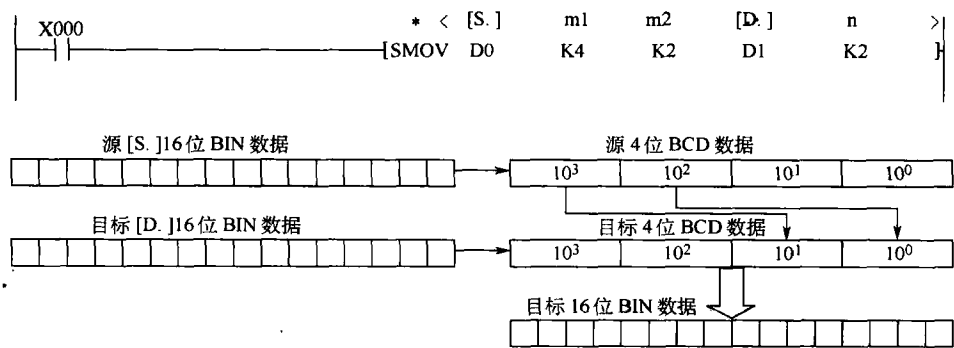 * < [S. ] m1 m2 [D. ] n >
X000
[SMOV D0 K4 K2 D1 K2 ]
源 [S. ]16位 BIN 数据 源 4位 BCD 数据
10³ 10² 10¹ 10⁰
目标 [D. ]16位 BIN 数据 目标 4位 BCD 数据
10³ 10² 10¹ 10⁰
目标 16位 BIN 数据